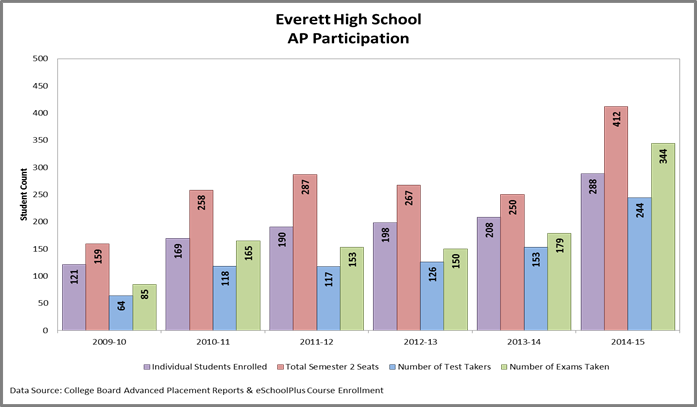 Everett High School
AP Participation
500
450
400
350
300
250
200
150
100
50
0
Student Count
121 159 64 85
169 258 118 165
190 287 117 153
198 267 126 150
208 250 153 179
288 412 244 344
2009-10 2010-11 2011-12 2012-13 2013-14 2014-15
Individual Students Enrolled Total Semester 2 Seats Number of Test Takers Number of Exams Taken
Data Source: College Board Advanced Placement Reports & eSchoolPlus Course Enrollment